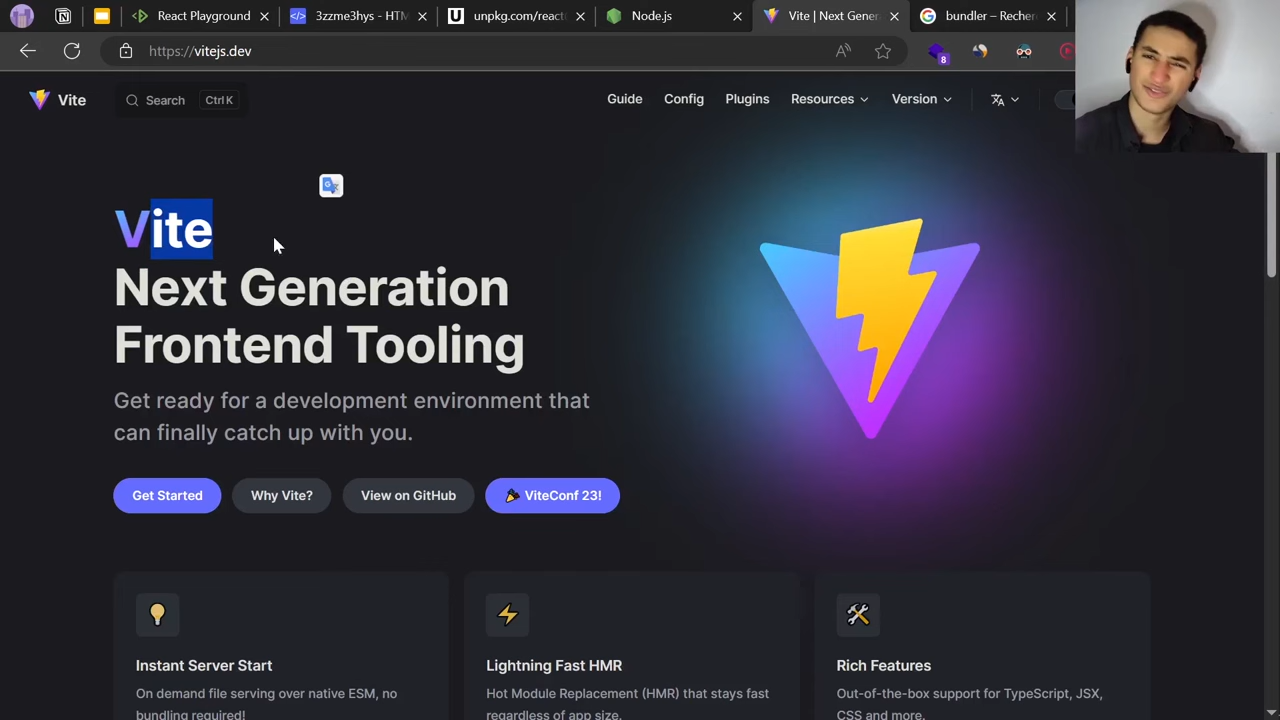 React Playground
3zzme3hys - HTM
unpkg.com/react
Node.js
Vite | Next Gener
bundler – Recher
https://vitejs.dev
A
8
Vite
Search
Ctrl K
Guide
Config
Plugins
Resources
Version
Vite
Next Generation
Frontend Tooling
Get ready for a development environment that
can finally catch up with you.
Get Started
Why Vite?
View on GitHub
ViteConf 23!
Instant Server Start
On demand file serving over native ESM, no
bundling required!
Lightning Fast HMR
Hot Module Replacement (HMR) that stays fast
regardless of app size.
Rich Features
Out-of-the-box support for TypeScript, JSX,
CSS and more.